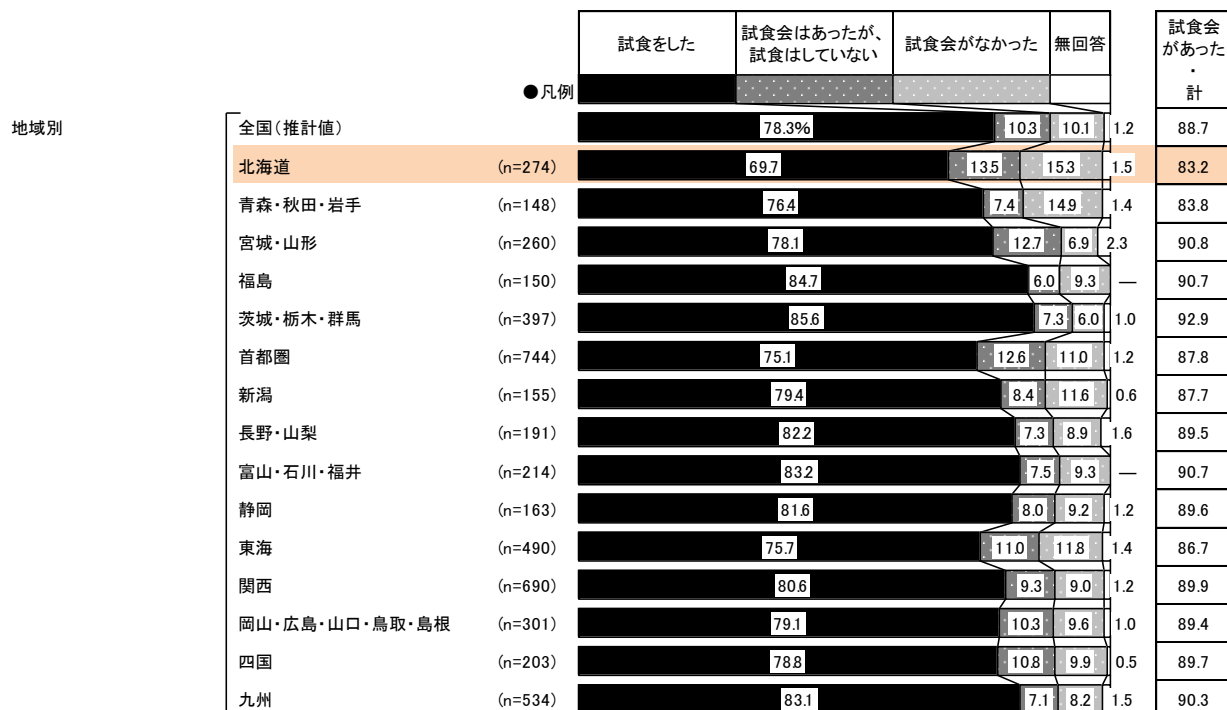 試食をした 試食会はあったが、試食はしていない 試食会がなかった 無回答 試食会があった・計
●凡例
地域別
全国(推計値) 78.3% 10.3 10.1 1.2 88.7
北海道 (n=274) 69.7 13.5 15.3 1.5 83.2
青森・秋田・岩手 (n=148) 76.4 7.4 14.9 1.4 83.8
宮城・山形 (n=260) 78.1 12.7 6.9 2.3 90.8
福島 (n=150) 84.7 6.0 9.3 ― 90.7
茨城・栃木・群馬 (n=397) 85.6 7.3 6.0 1.0 92.9
首都圏 (n=744) 75.1 12.6 11.0 1.2 87.8
新潟 (n=155) 79.4 8.4 11.6 0.6 87.7
長野・山梨 (n=191) 82.2 7.3 8.9 1.6 89.5
富山・石川・福井 (n=214) 83.2 7.5 9.3 ― 90.7
静岡 (n=163) 81.6 8.0 9.2 1.2 89.6
東海 (n=490) 75.7 11.0 11.8 1.4 86.7
関西 (n=690) 80.6 9.3 9.0 1.2 89.9
岡山・広島・山口・鳥取・島根 (n=301) 79.1 10.3 9.6 1.0 89.4
四国 (n=203) 78.8 10.8 9.9 0.5 89.7
九州 (n=534) 83.1 7.1 8.2 1.5 90.3